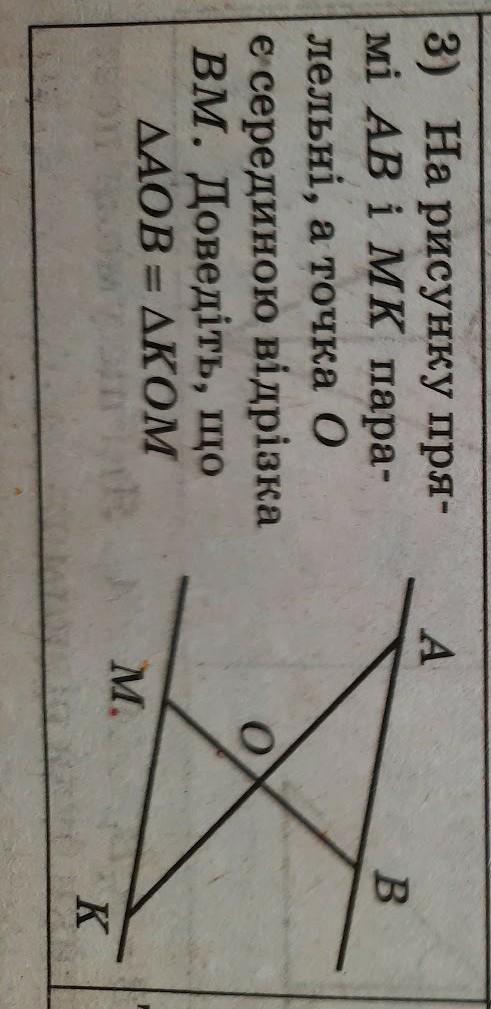 3) На рисунку пря-
мі AB і MK пара-
лельні, а точка O
є серединою відрізка
BM. Доведіть, що
ΔAOB = ΔKOM
A
B
O
M
K